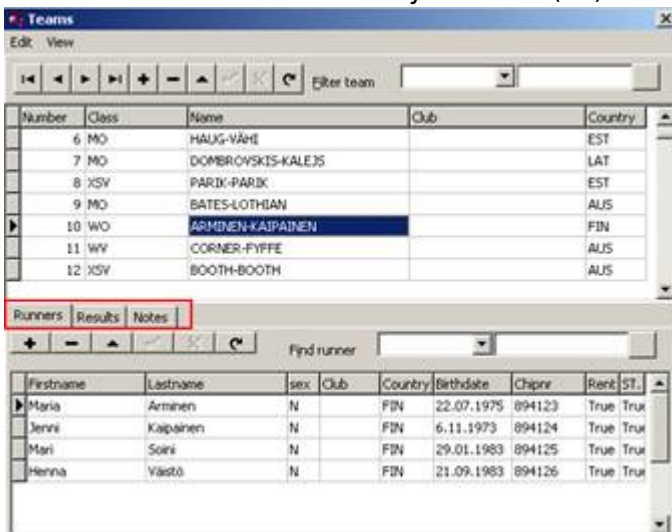 Teams
Edit View
Filter team
Number Class Name Club Country
6 MO HAUG-VÄHI EST
7 MO DOMBROVSKIS-KALEJS LAT
8 XSV PARIK-PARIK EST
9 MO BATES-LOTHIAN AUS
10 WO ARMINEN-KAIPAINEN FIN
11 WV CORNER-FYFFE AUS
12 XSV BOOTH-BOOTH AUS
Runners Results Notes
Find runner
Firstname Lastname sex Club Country Birthdate Chipnr Rent ST.
Maria Arminen N FIN 22.07.1975 894123 True True
Jenni Kaipainen N FIN 6.11.1973 894124 True True
Mari Soini N FIN 29.01.1983 894125 True True
Henna Väistö N FIN 21.09.1983 894126 True True